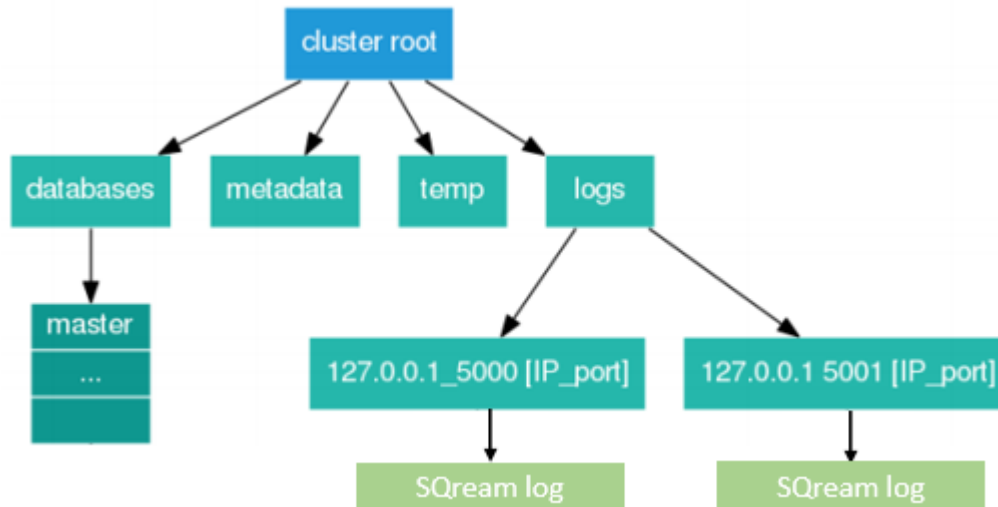 cluster root
databases
metadata
temp
logs
master
...
127.0.0.1_5000 [IP_port]
127.0.0.1 5001 [IP_port]
SQream log
SQream log